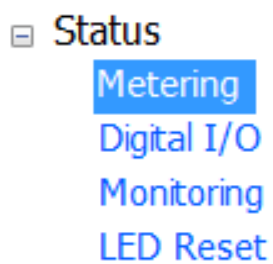 Status
Metering
Digital I/O
Monitoring
LED Reset